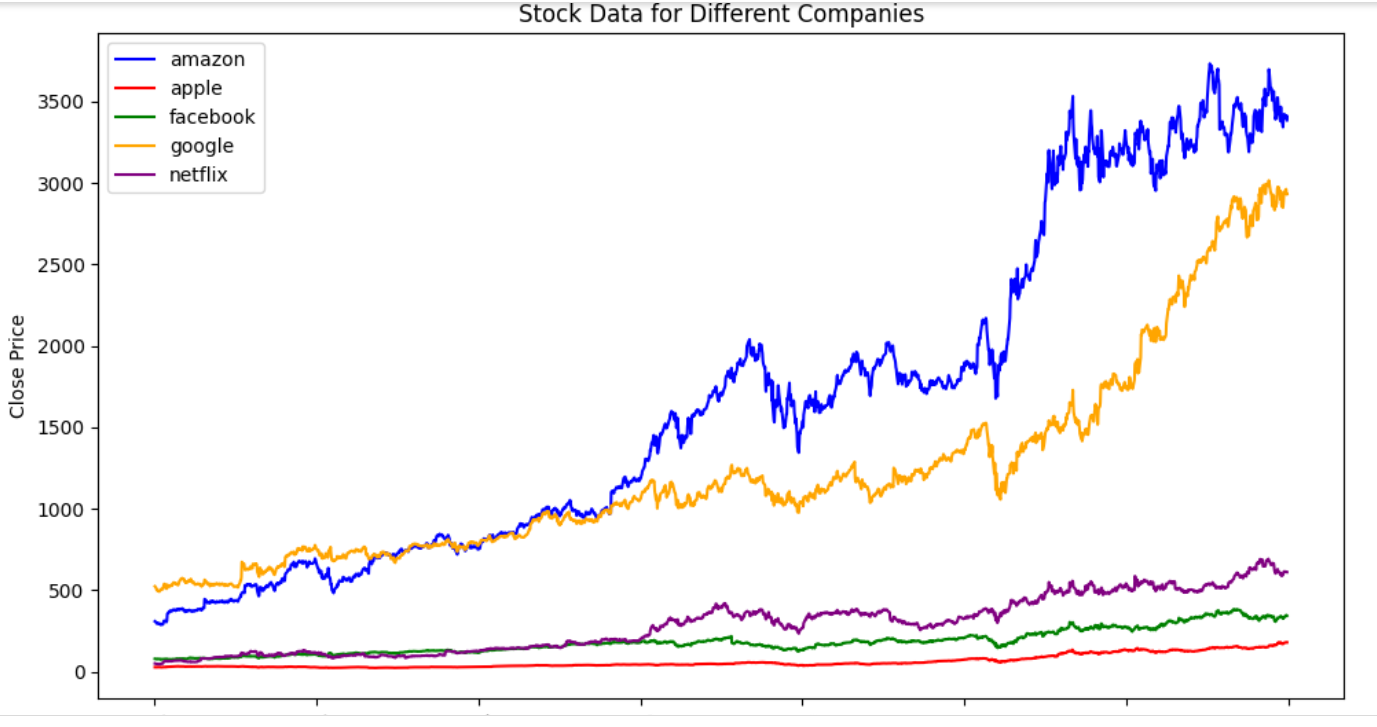 Stock Data for Different Companies
amazon
apple
facebook
google
netflix
3500
3000
2500
2000
1500
1000
500
0
Close Price